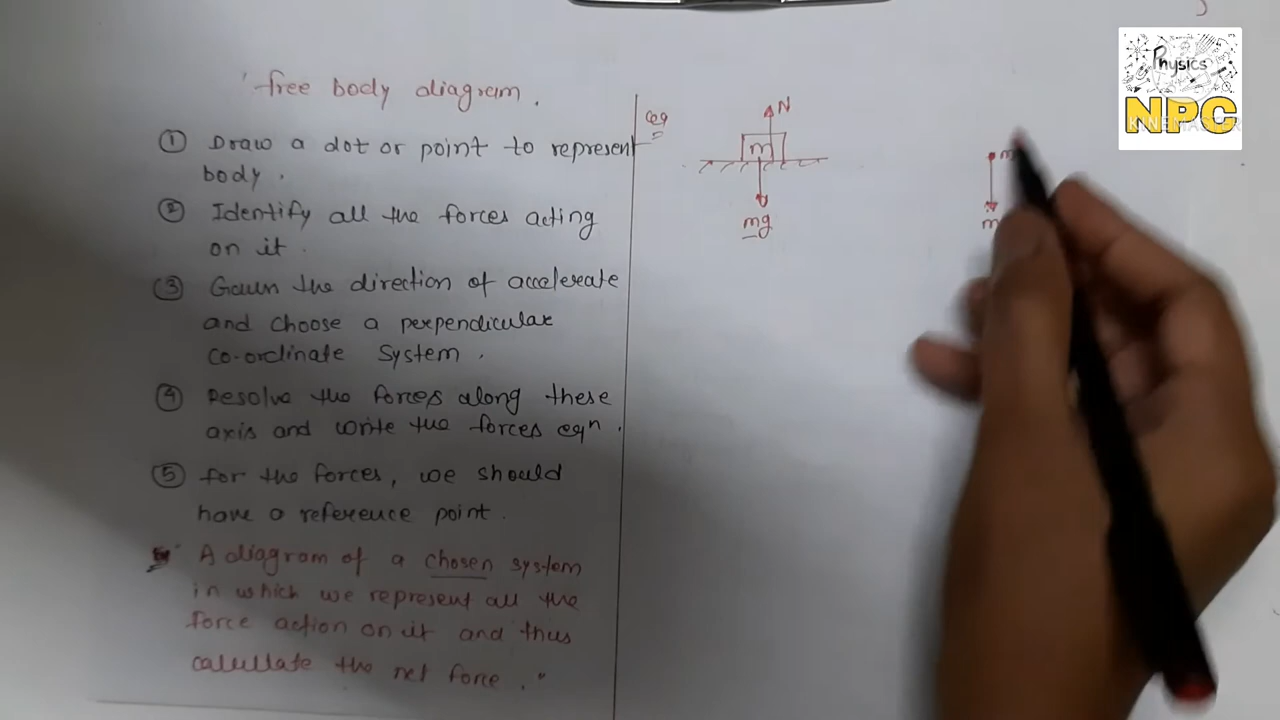 free body diagram.
① Draw a dot or point to represent
body.
② Identify all the forces acting
on it.
③ the direction of accelerate
and choose a perpendicular
co-ordinate system.
④ Resolve the forces along these
axis and write the forces eqn.
⑤ for the forces, we should
have a reference point.
" A diagram of a chosen system
in which we represent all the
force action on it and thus
calullate the net force."
eg
N
m
mg
m
m
Physics
NPC